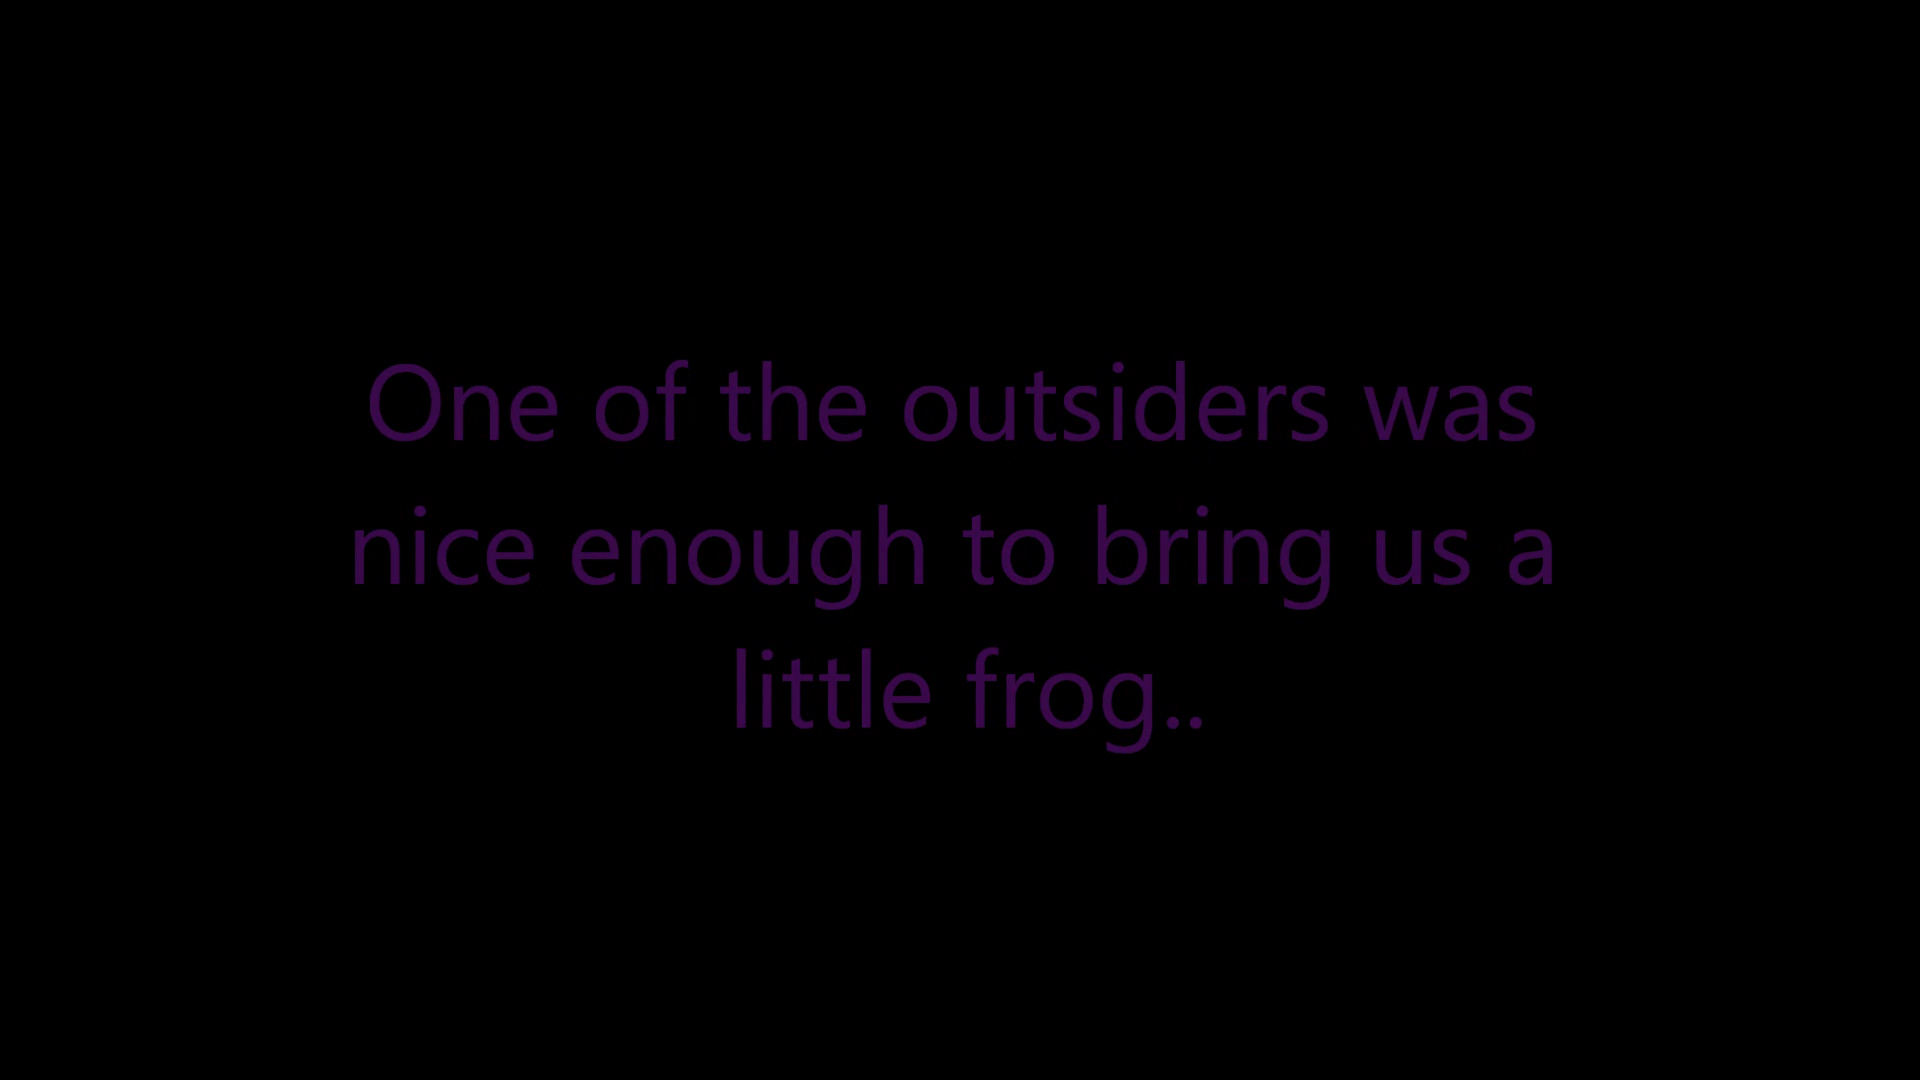 One of the outsiders was
nice enough to bring us a
little frog..